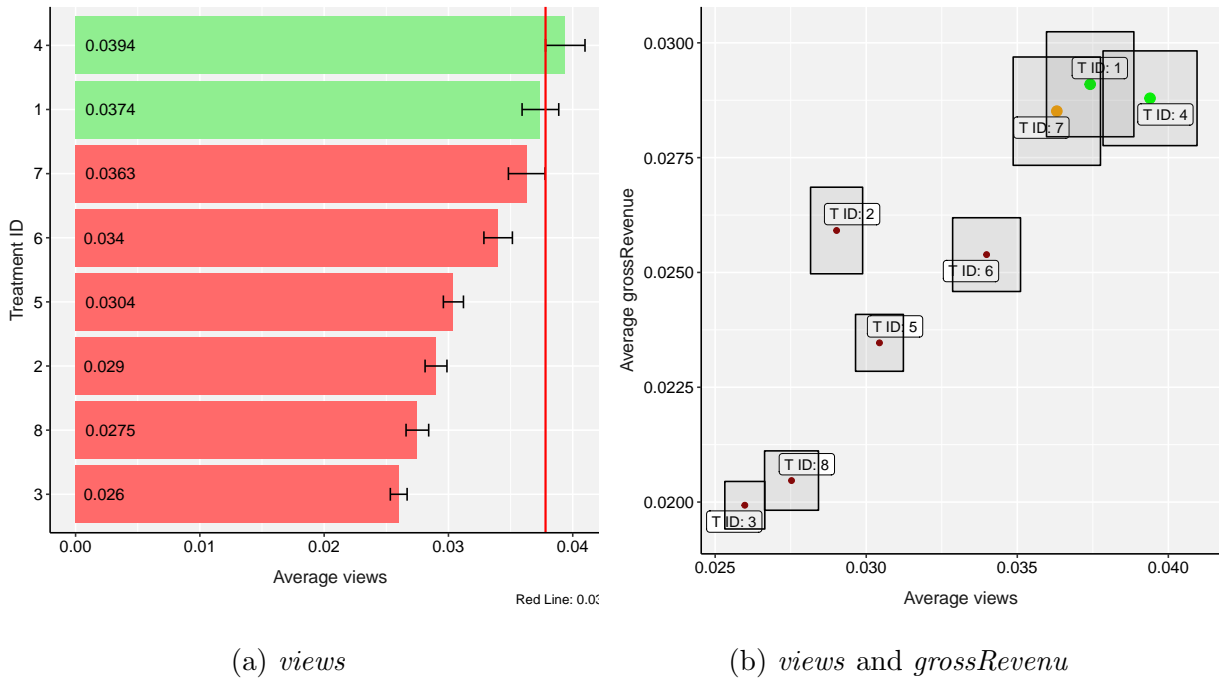 4
0.0394
1
0.0374
7
0.0363
6
0.034
5
0.0304
2
0.029
8
0.0275
3
0.026
Treatment ID
0.00
0.01
0.02
0.03
0.04
Average views
Red Line: 0.03
(a) views
0.0300
0.0275
0.0250
0.0225
0.0200
Average grossRevenue
T ID: 1
T ID: 4
T ID: 7
T ID: 2
T ID: 6
T ID: 5
T ID: 8
T ID: 3
0.025
0.030
0.035
0.040
Average views
(b) views and grossRevenu